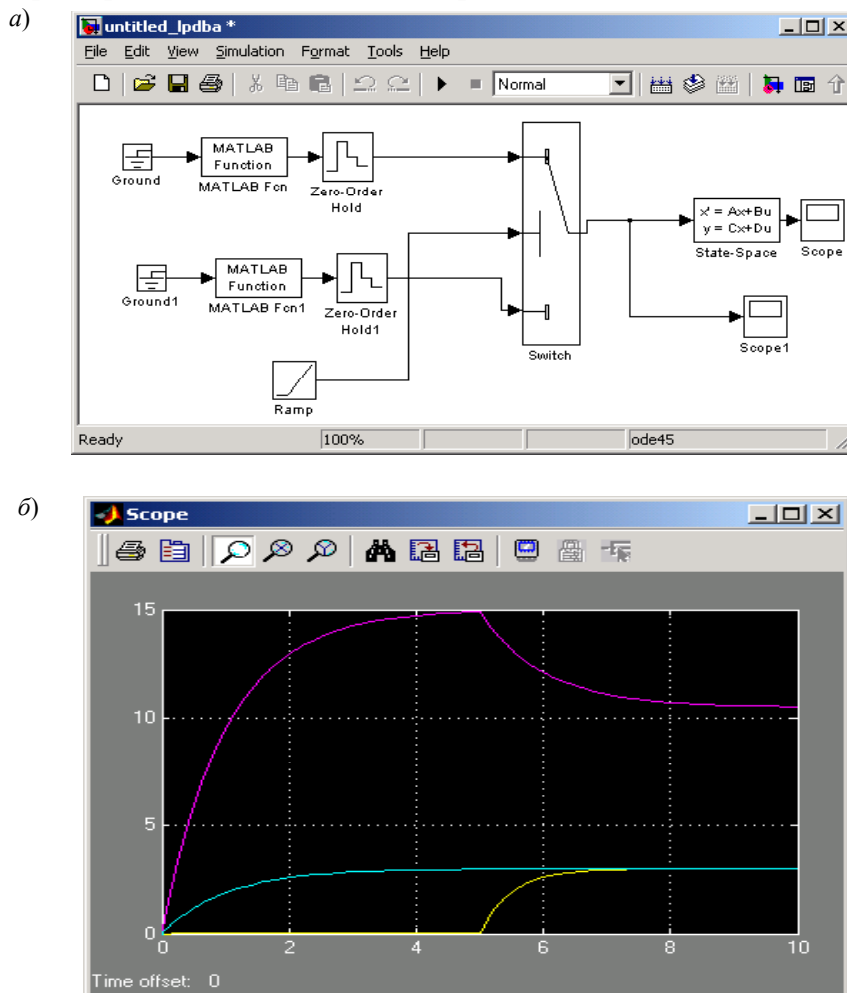 а)
untitled_lpdba *
File Edit View Simulation Format Tools Help
Normal
Ground
MATLAB
Function
MATLAB Fcn
Zero-Order
Hold
x' = Ax+Bu
y = Cx+Du
State-Space
Scope
Ground1
MATLAB
Function
MATLAB Fcn1
Zero-Order
Hold1
Switch
Scope1
Ramp
Ready 100% ode45
б)
Scope
15
10
5
0
0 2 4 6 8 10
Time offset: 0